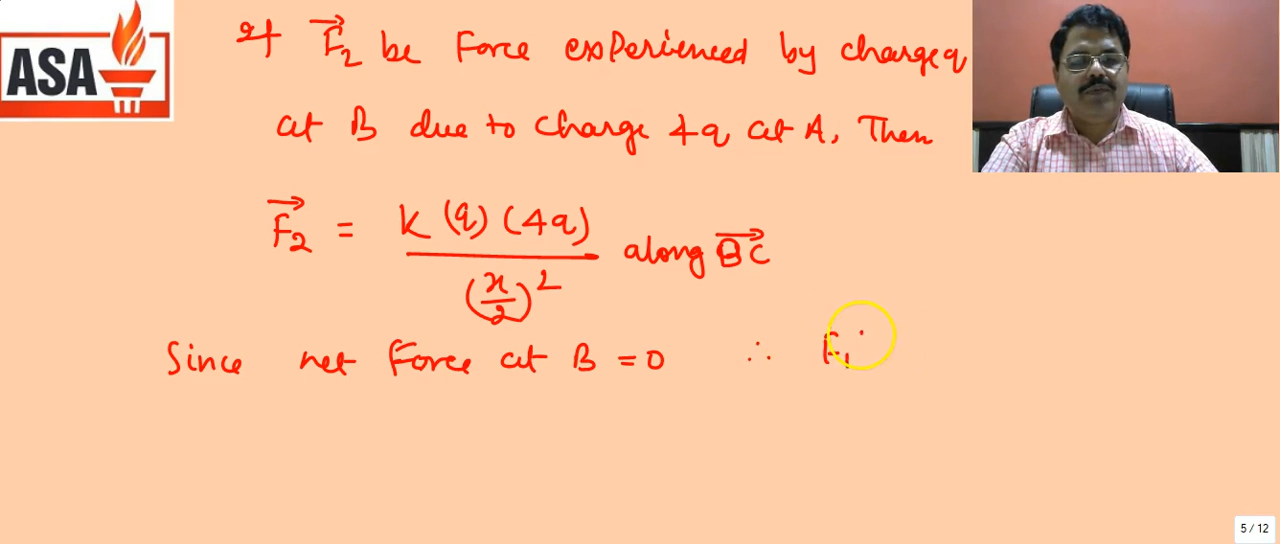 ASA
If F₂ be Force experienced by charge q
at B due to charge 4q at A, Then
F₂ = K (q) (4q) / (x/2)² along BC
Since net Force at B = 0 ∴ F₁
5 / 12